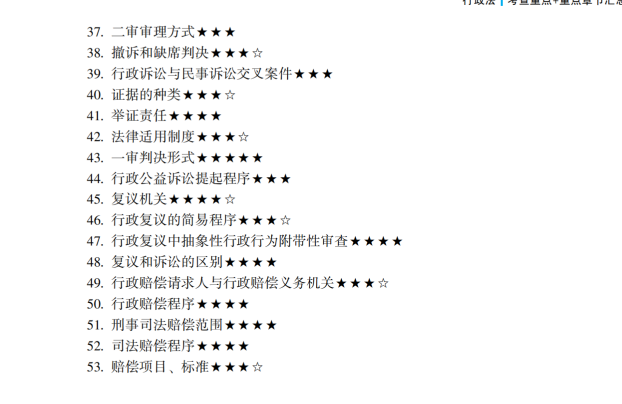 行政法 | 考查重点+重点章节汇总
37. 二审审理方式★★★
38. 撤诉和缺席判决★★★☆
39. 行政诉讼与民事诉讼交叉案件★★★
40. 证据的种类★★★☆
41. 举证责任★★★★
42. 法律适用制度★★★☆
43. 一审判决形式★★★★★
44. 行政公益诉讼提起程序★★★
45. 复议机关★★★★☆
46. 行政复议的简易程序★★★☆
47. 行政复议中抽象性行政行为附带性审查★★★★
48. 复议和诉讼的区别★★★★
49. 行政赔偿请求人与行政赔偿义务机关★★★☆
50. 行政赔偿程序★★★★
51. 刑事司法赔偿范围★★★★
52. 司法赔偿程序★★★★
53. 赔偿项目、标准★★★☆